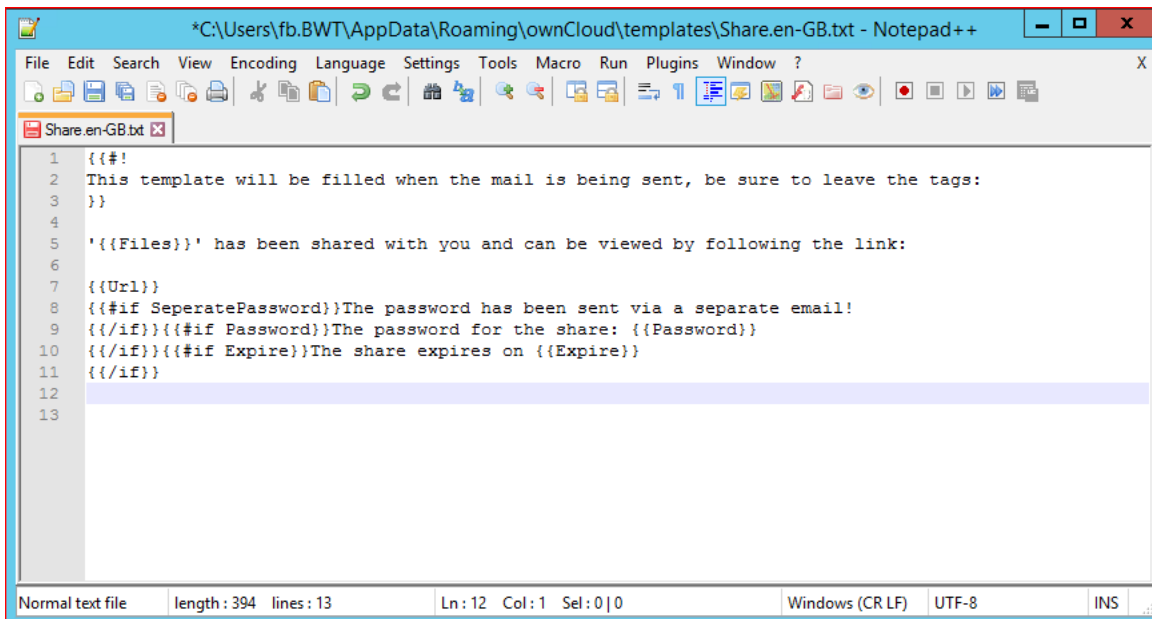 *C:\Users\fb.BWT\AppData\Roaming\ownCloud\templates\Share.en-GB.txt - Notepad++
File Edit Search View Encoding Language Settings Tools Macro Run Plugins Window ? X
Share.en-GB.txt
1 {{#!
2 This template will be filled when the mail is being sent, be sure to leave the tags:
3 }}
4
5 '{{Files}}' has been shared with you and can be viewed by following the link:
6
7 {{Url}}
8 {{#if SeperatePassword}}The password has been sent via a separate email!
9 {{/if}}{{#if Password}}The password for the share: {{Password}}
10 {{/if}}{{#if Expire}}The share expires on {{Expire}}
11 {{/if}}
12
13
Normal text file length : 394 lines : 13 Ln : 12 Col : 1 Sel : 0 | 0 Windows (CR LF) UTF-8 INS